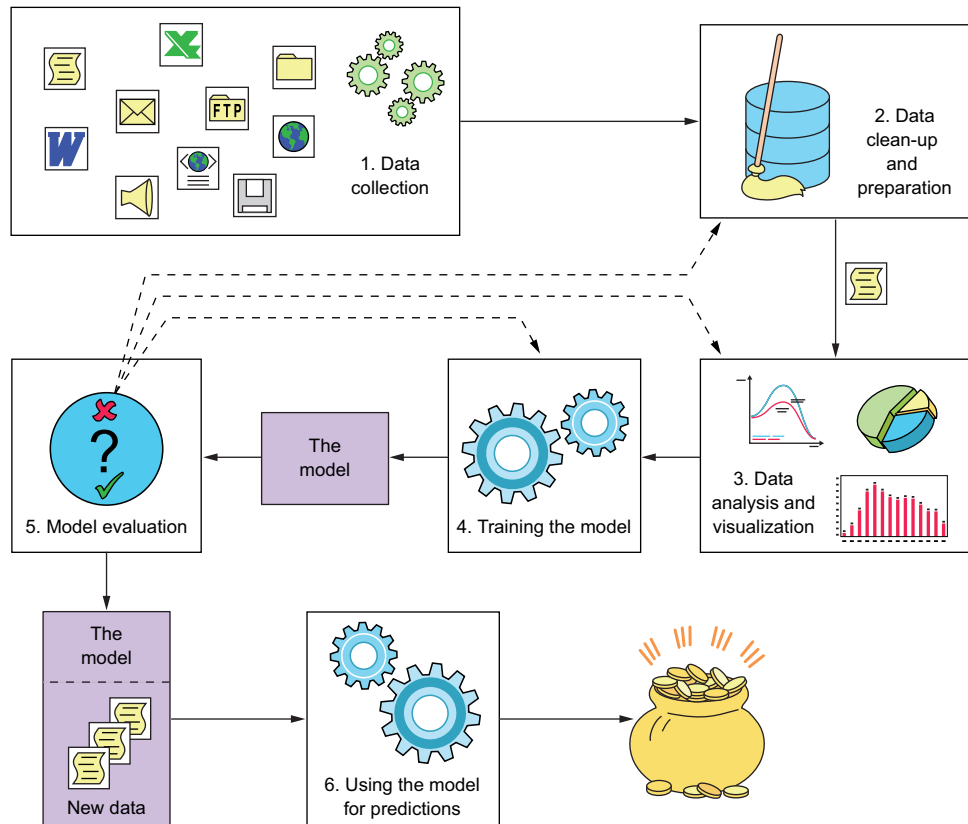 FTP
W
1. Data
collection
2. Data
clean-up
and
preparation
?
5. Model evaluation
The
model
4. Training the model
3. Data
analysis and
visualization
The
model
New data
6. Using the model
for predictions